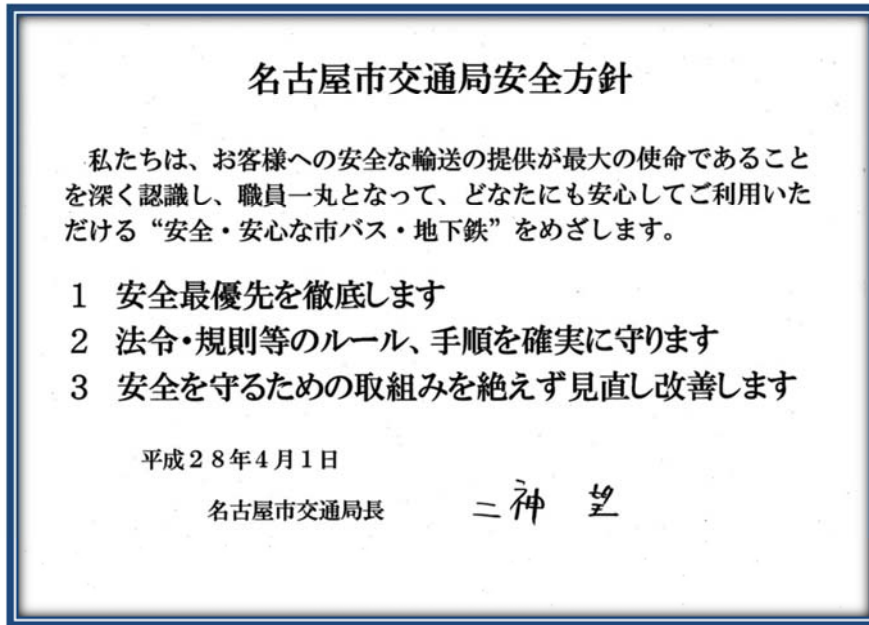 名古屋市交通局安全方針
私たちは、お客様への安全な輸送の提供が最大の使命であること
を深く認識し、職員一丸となって、どなたにも安心してご利用いた
だける“安全・安心な市バス・地下鉄”をめざします。
1　安全最優先を徹底します
2　法令・規則等のルール、手順を確実に守ります
3　安全を守るための取組みを絶えず見直し改善します
平成28年4月1日
名古屋市交通局長　二神　望